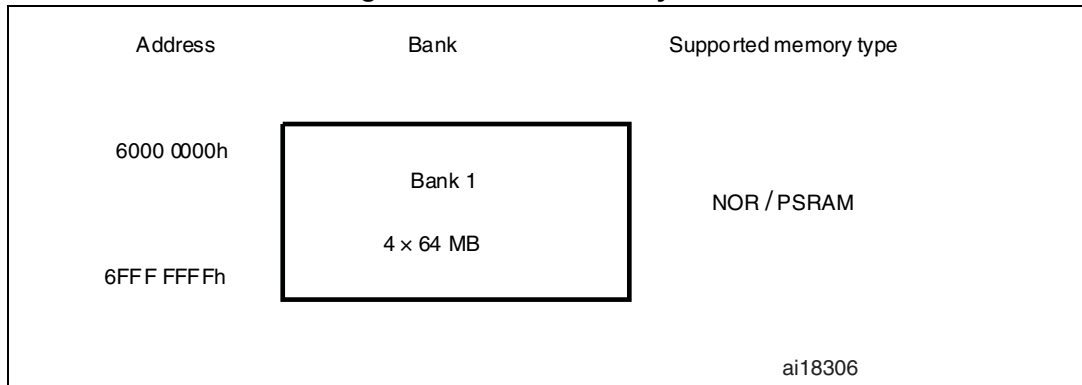 Address Bank Supported memory type
6000 0000h
Bank 1
NOR / PSRAM
4 × 64 MB
6FFF FFFFh
ai18306